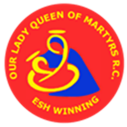 OUR LADY QUEEN OF MARTYRS R.C.
ESH WINNING